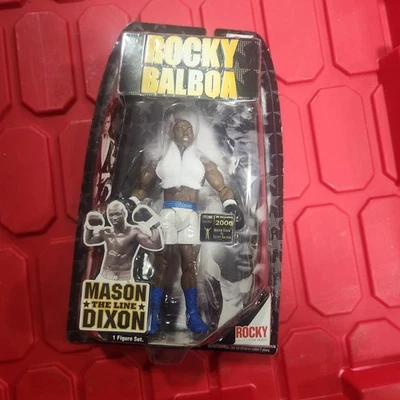 ROCKY
BALBOA
2006
MASON
THE LINE
DIXON
1 Figure Set.
ROCKY